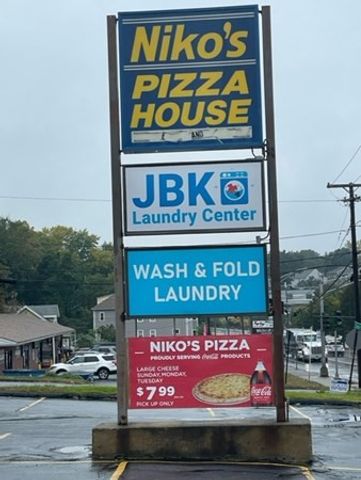 Niko's
PIZZA
HOUSE
AND
JBK
Laundry Center
WASH & FOLD
LAUNDRY
NIKO'S PIZZA
PROUDLY SERVING Coca-Cola PRODUCTS
LARGE CHEESE
SUNDAY, MONDAY,
TUESDAY
$7.99
PICK UP ONLY
Coca-Cola